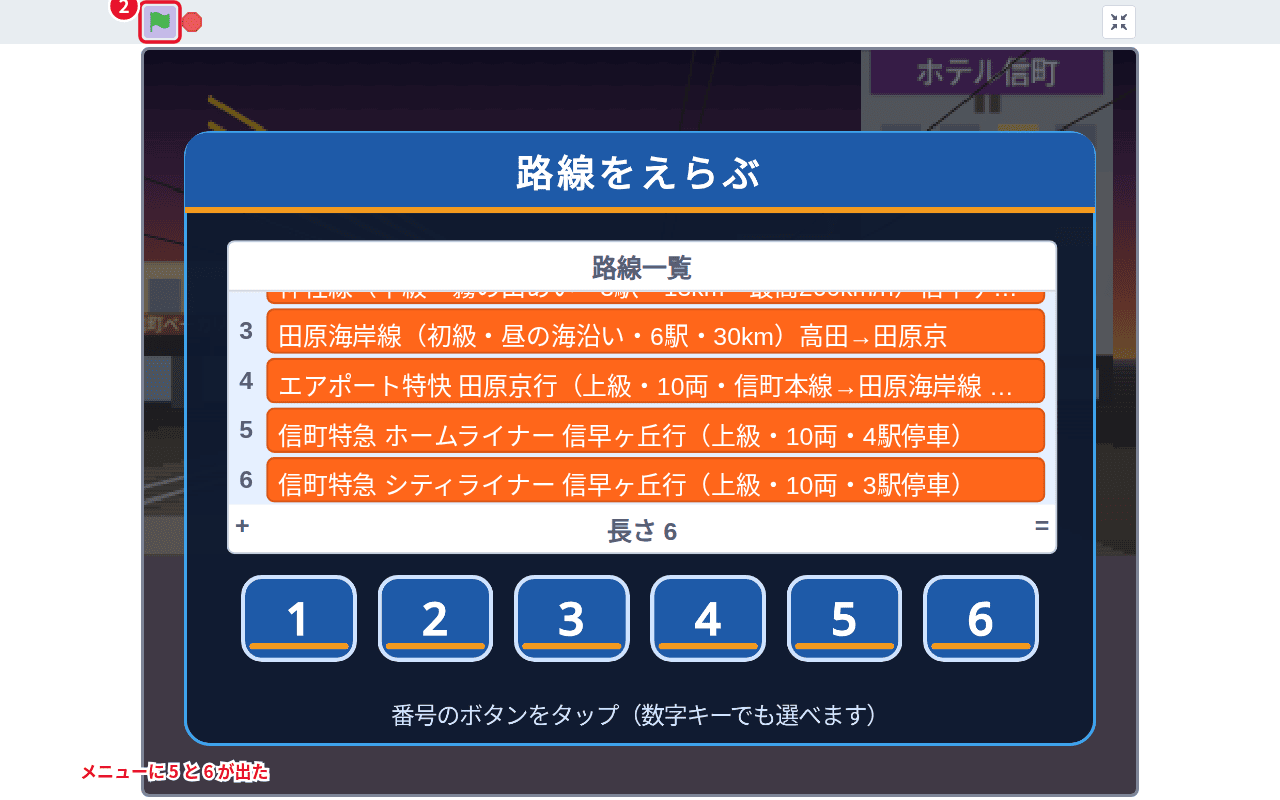 2
ホテル信町
路線をえらぶ
路線一覧
3 田原海岸線（初級・昼の海沿い・6駅・30km）高田→田原京
4 エアポート特快 田原京行（上級・10両・信町本線→田原海岸線 …
5 信町特急 ホームライナー 信早ヶ丘行（上級・10両・4駅停車）
6 信町特急 シティライナー 信早ヶ丘行（上級・10両・3駅停車）
+ 長さ 6 =
1 2 3 4 5 6
番号のボタンをタップ（数字キーでも選べます）
メニューに５と６が出た